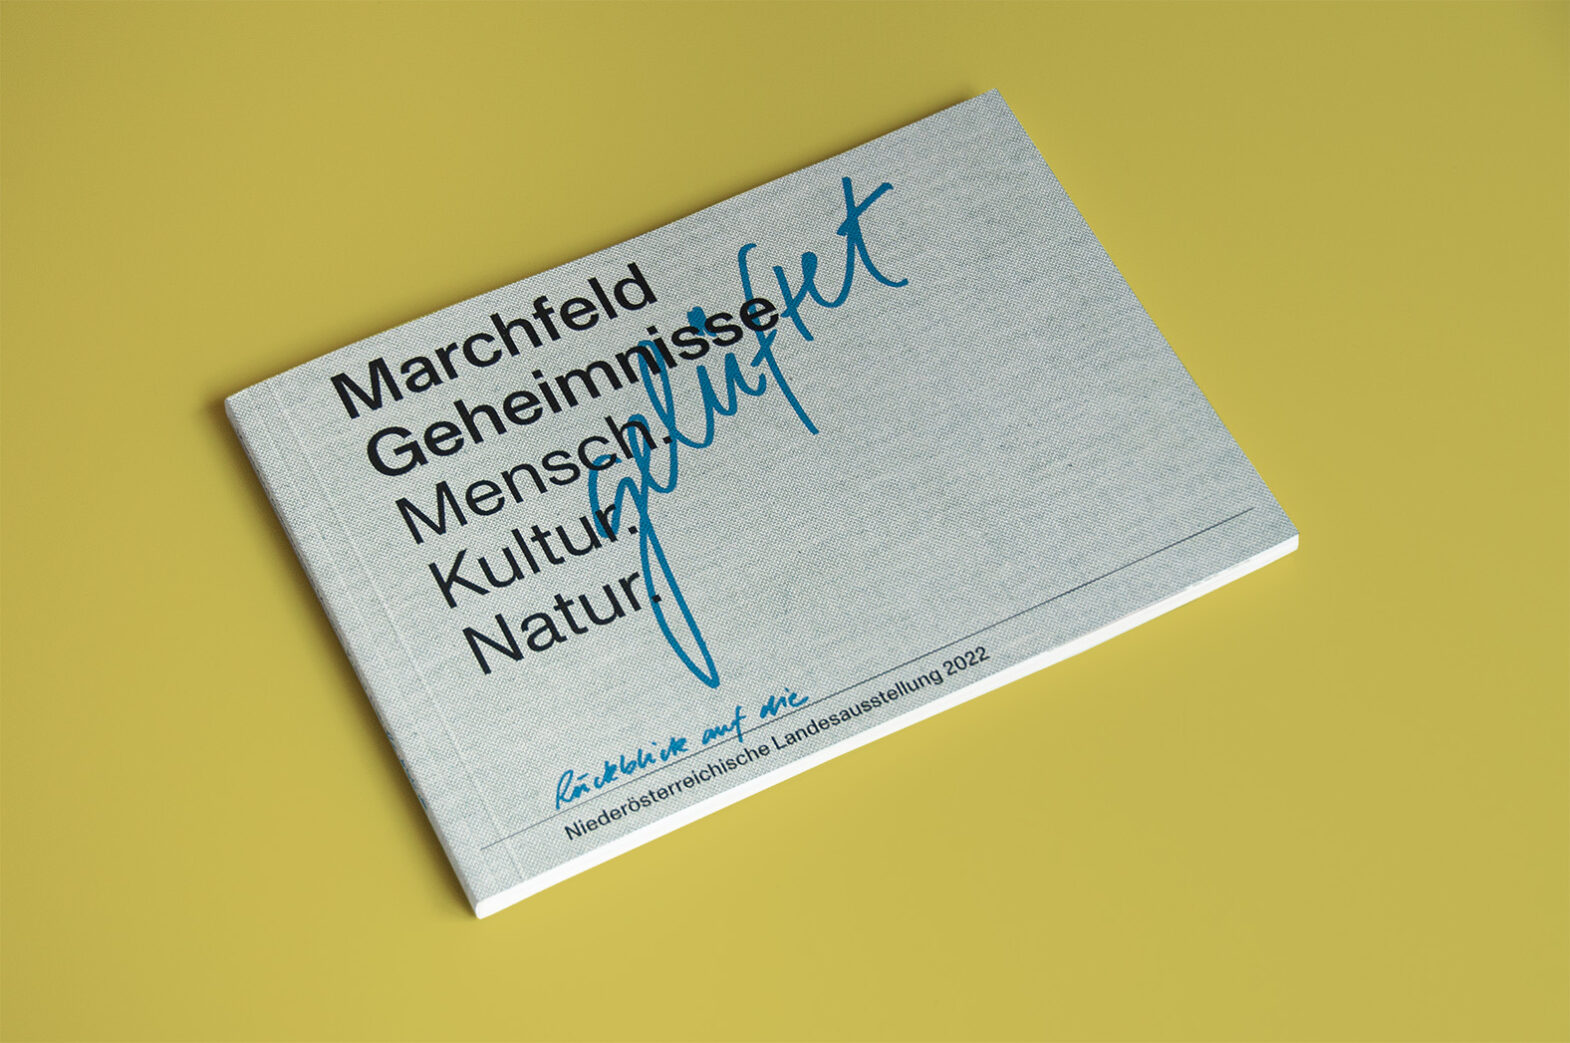 Marchfeld
Geheimnisse
gelüftet
Mensch.
Kultur.
Natur.
Rückblick auf die
Niederösterreichische Landesausstellung 2022